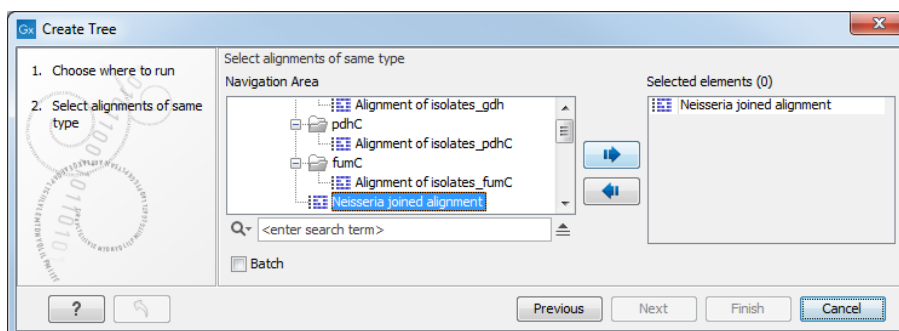 Gx Create Tree
X
1. Choose where to run
2. Select alignments of same
type
Select alignments of same type
Navigation Area
Alignment of isolates_gdh
pdhC
Alignment of isolates_pdhC
fumC
Alignment of isolates_fumC
Neisseria joined alignment
<enter search term>
Batch
Selected elements (0)
Neisseria joined alignment
?
Previous
Next
Finish
Cancel